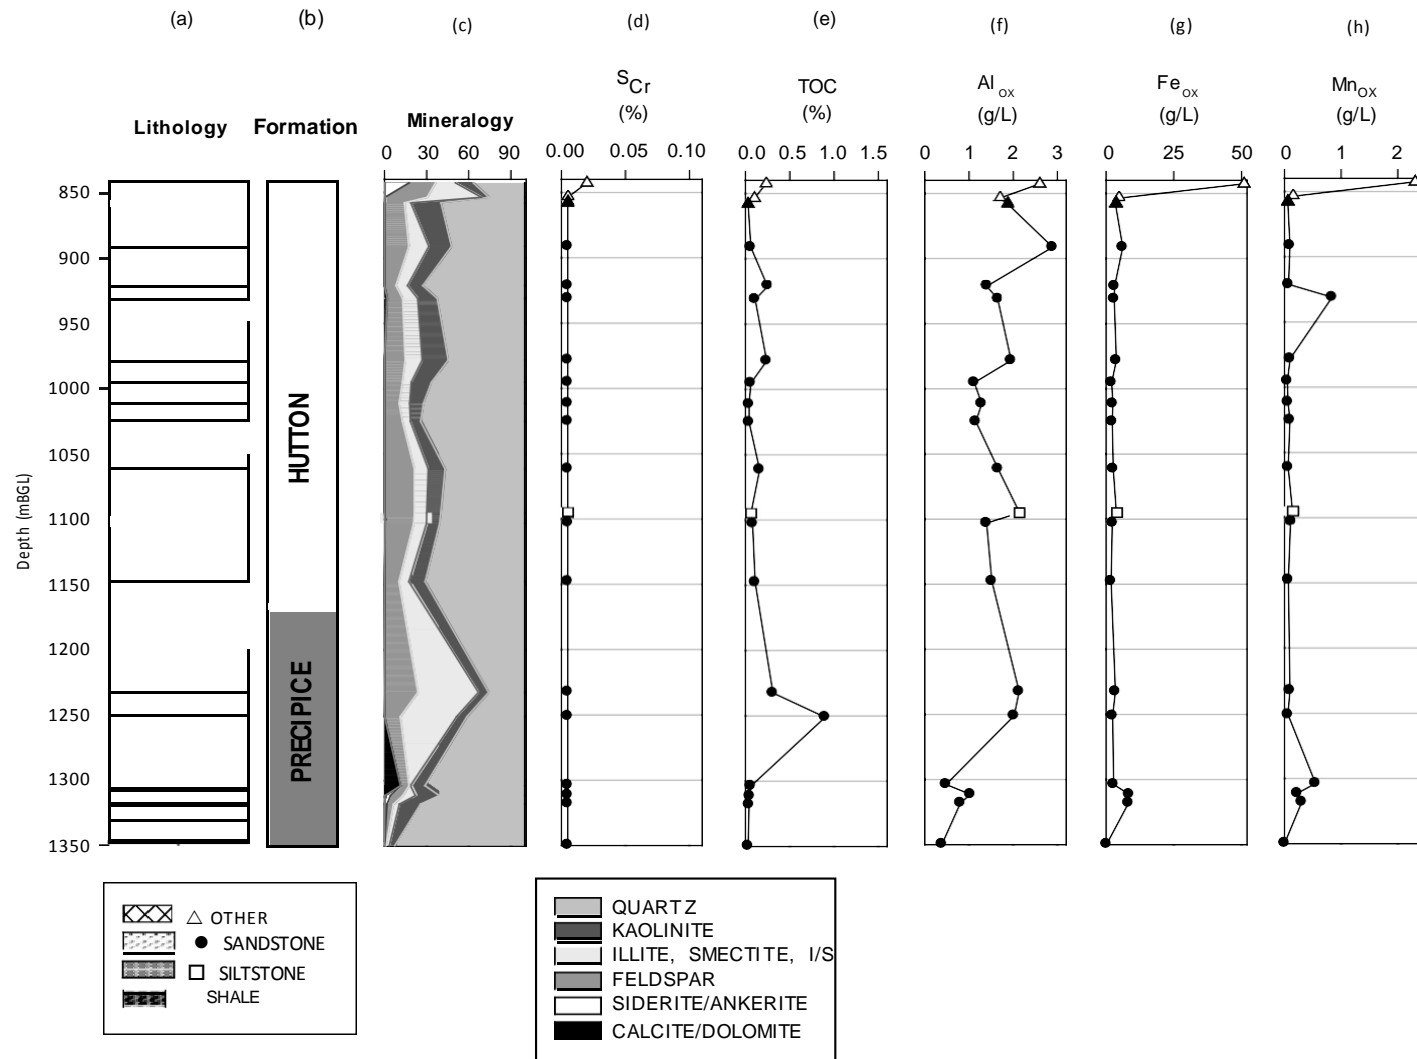 (a) (b) (c) (d) (e) (f) (g) (h)
SCr TOC Alox Feox MnOX
(%) (%) (g/L) (g/L) (g/L)
Lithology Formation Mineralogy
0 30 60 90 0.00 0.05 0.10 0.0 0.5 1.0 1.5 0 1 2 3 0 25 50 0 1 2
850
900
950
1000
1050
1100
1150
1200
1250
1300
1350
Depth (mBGL)
HUTTON
PRECIPICE
OTHER
SANDSTONE
SILTSTONE
SHALE
QUARTZ
KAOLINITE
ILLITE, SMECTITE, I/S
FELDSPAR
SIDERITE/ANKERITE
CALCITE/DOLOMITE